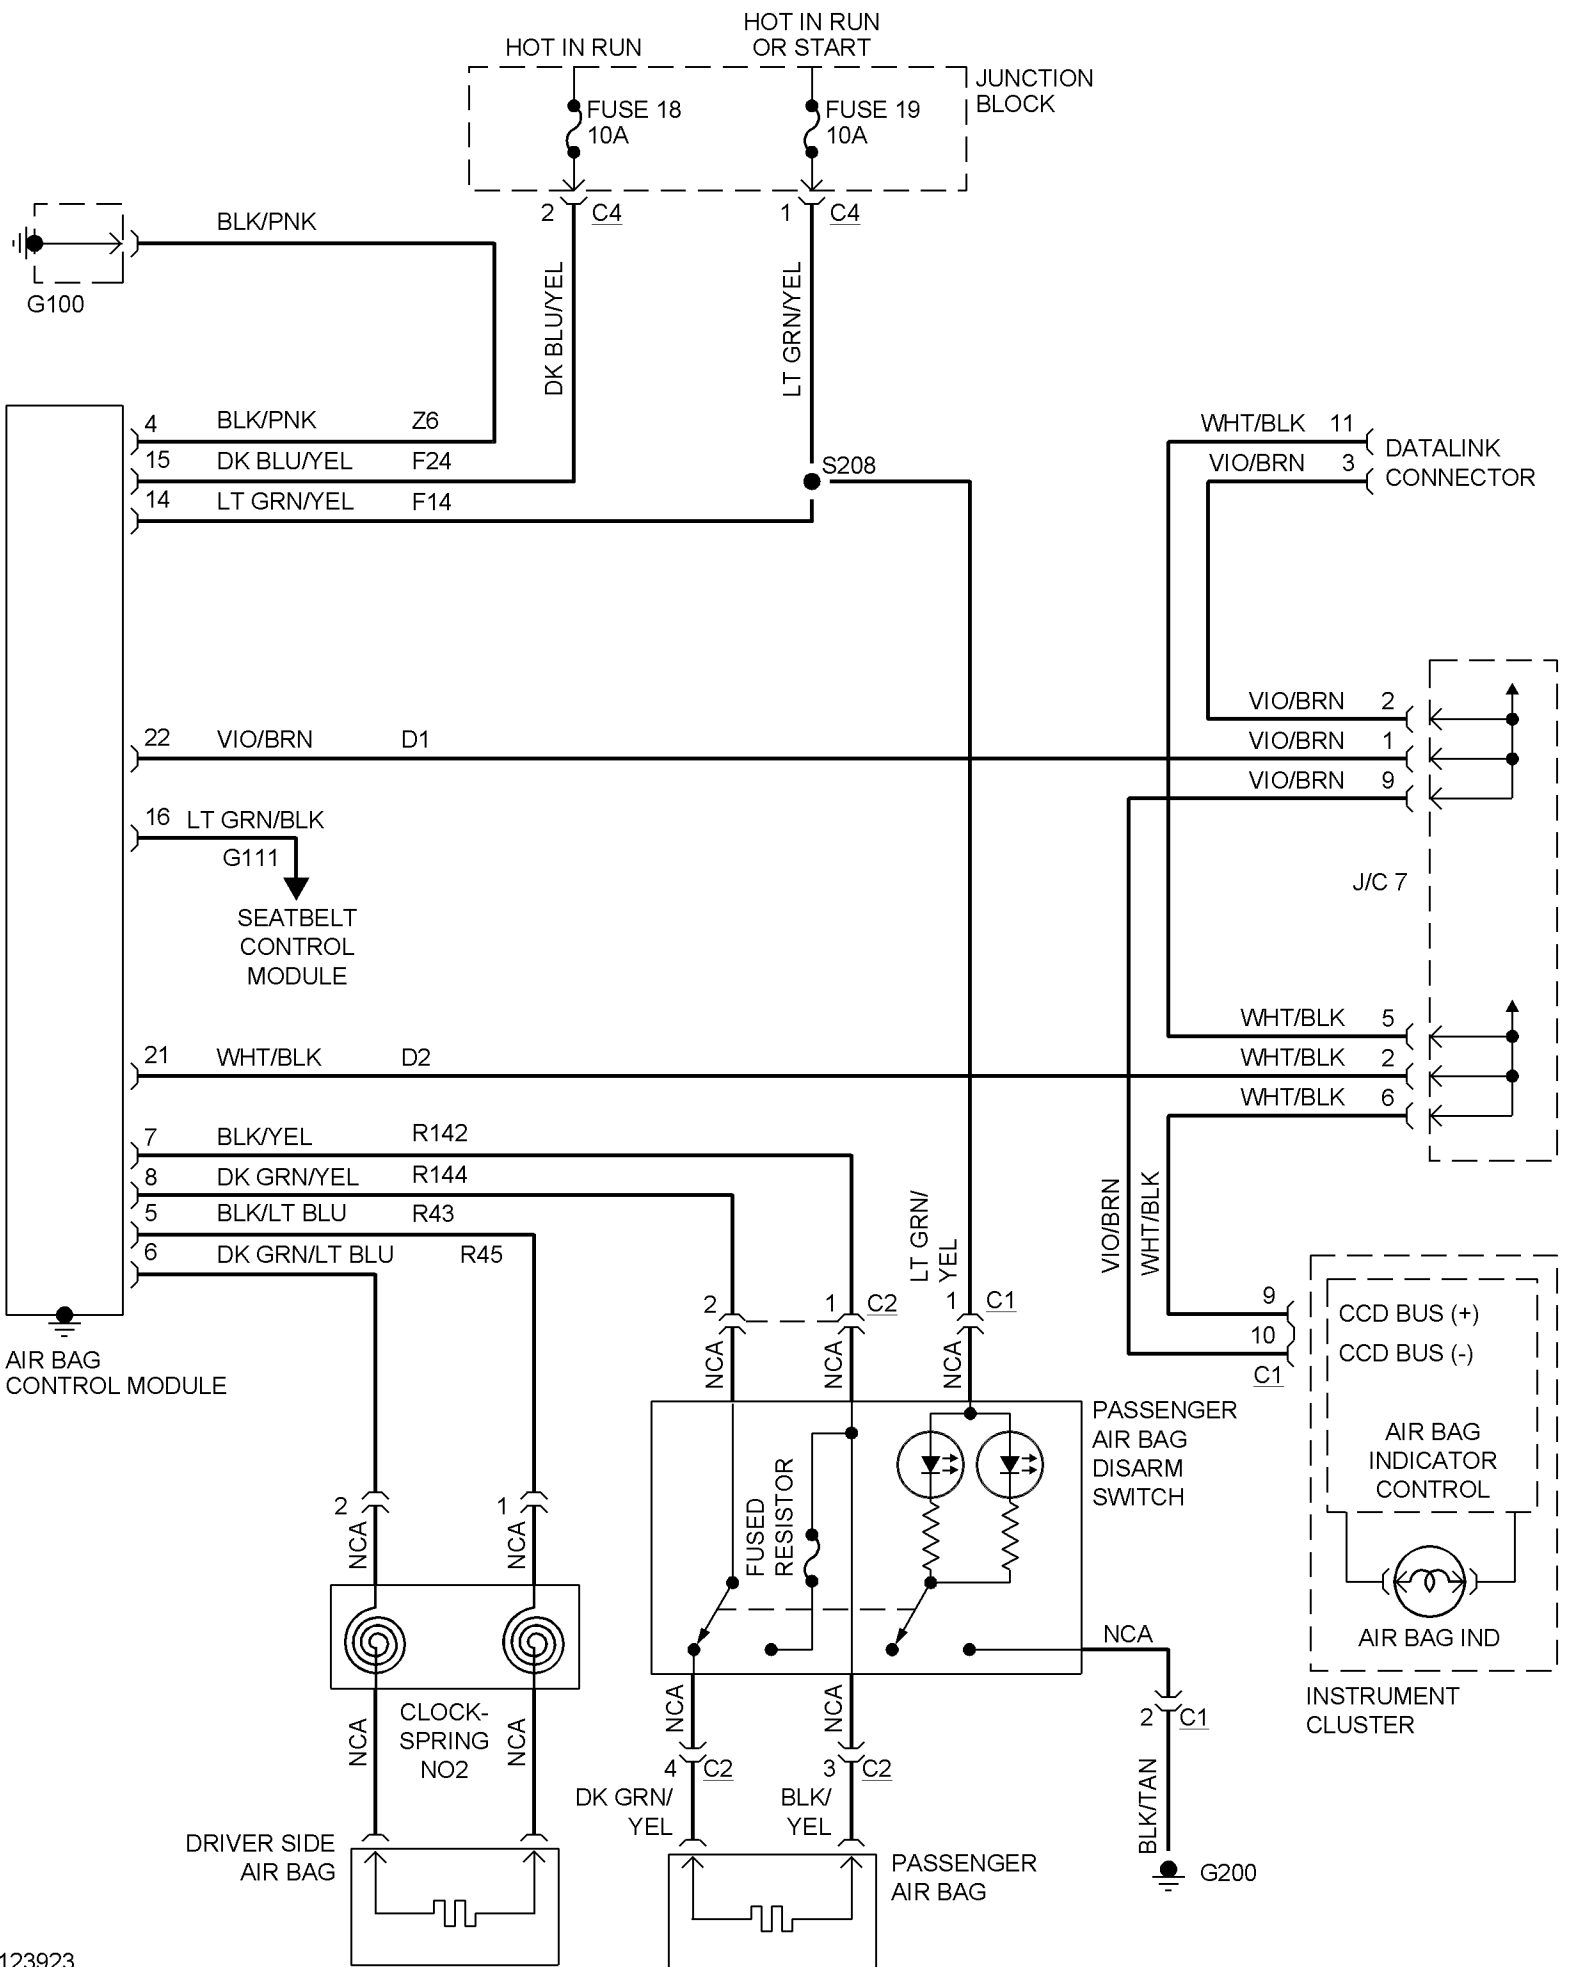 HOT IN RUN
HOT IN RUN
OR START
JUNCTION
BLOCK
FUSE 18
10A
FUSE 19
10A
2 C4
1 C4
BLK/PNK
G100
DK BLU/YEL
LT GRN/YEL
4 BLK/PNK Z6
15 DK BLU/YEL F24
14 LT GRN/YEL F14
S208
WHT/BLK 11
VIO/BRN 3
DATALINK
CONNECTOR
VIO/BRN 2
VIO/BRN 1
VIO/BRN 9
22 VIO/BRN D1
16 LT GRN/BLK
G111
SEATBELT
CONTROL
MODULE
J/C 7
WHT/BLK 5
WHT/BLK 2
WHT/BLK 6
21 WHT/BLK D2
7 BLK/YEL R142
8 DK GRN/YEL R144
5 BLK/LT BLU R43
6 DK GRN/LT BLU R45
AIR BAG
CONTROL MODULE
LT GRN/
YEL
VIO/BRN
WHT/BLK
2
1 C2
1 C1
NCA
NCA
NCA
9
10
C1
CCD BUS (+)
CCD BUS (-)
AIR BAG
INDICATOR
CONTROL
AIR BAG IND
INSTRUMENT
CLUSTER
PASSENGER
AIR BAG
DISARM
SWITCH
FUSED
RESISTOR
2
1
NCA
NCA
CLOCK-
SPRING
NO2
NCA
NCA
NCA
NCA
NCA
2 C1
4 C2
3 C2
DK GRN/
YEL
BLK/
YEL
BLK/TAN
G200
DRIVER SIDE
AIR BAG
PASSENGER
AIR BAG
123923